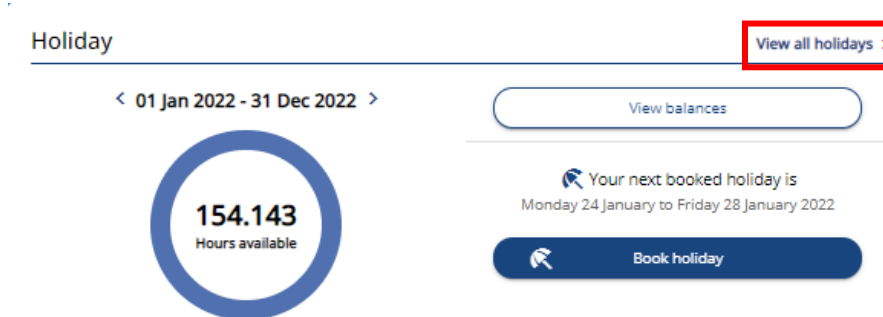 Holiday
View all holidays
01 Jan 2022 - 31 Dec 2022
View balances
Your next booked holiday is
Monday 24 January to Friday 28 January 2022
154.143
Hours available
Book holiday